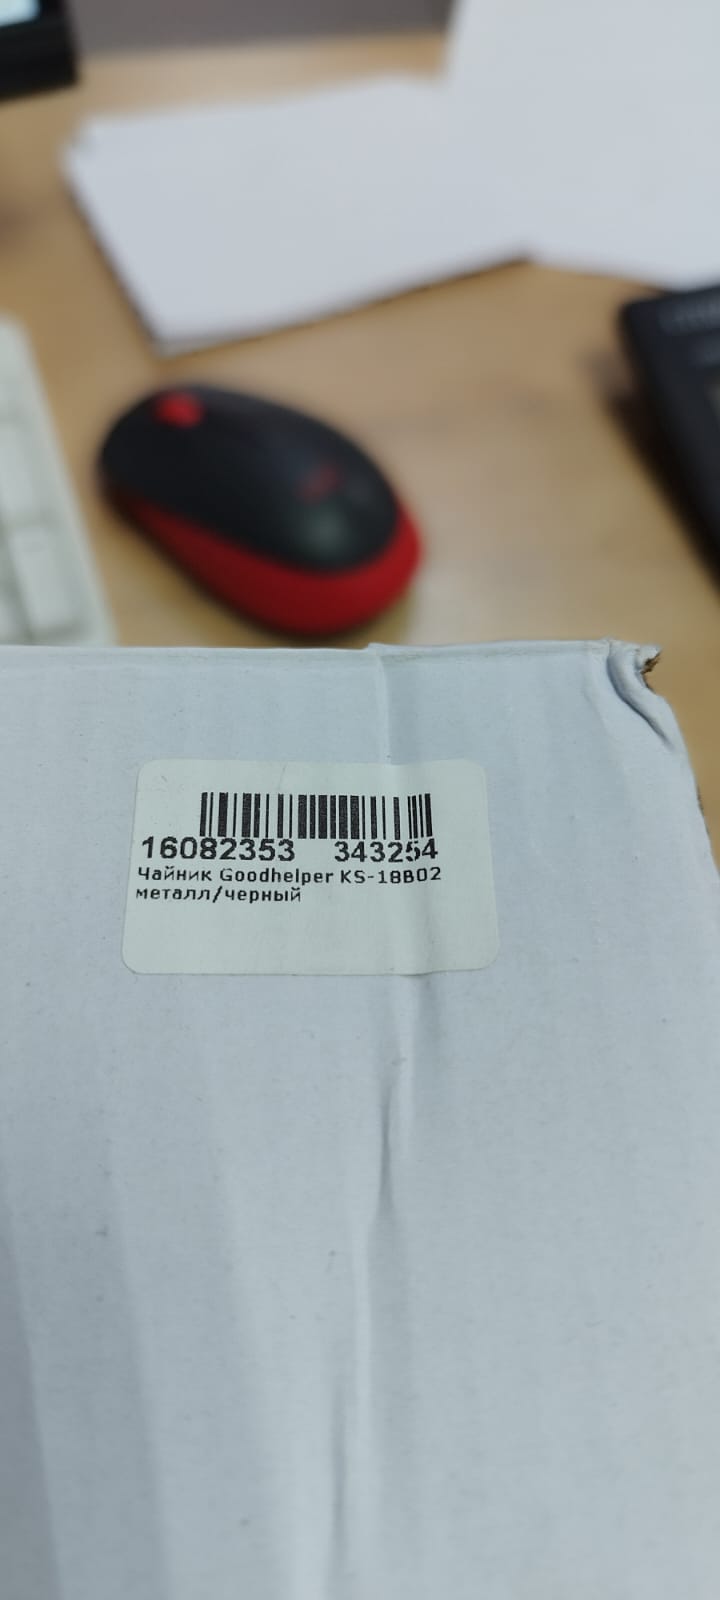 16082353 343254
Чайник Goodhelper KS-18B02
металл/черный